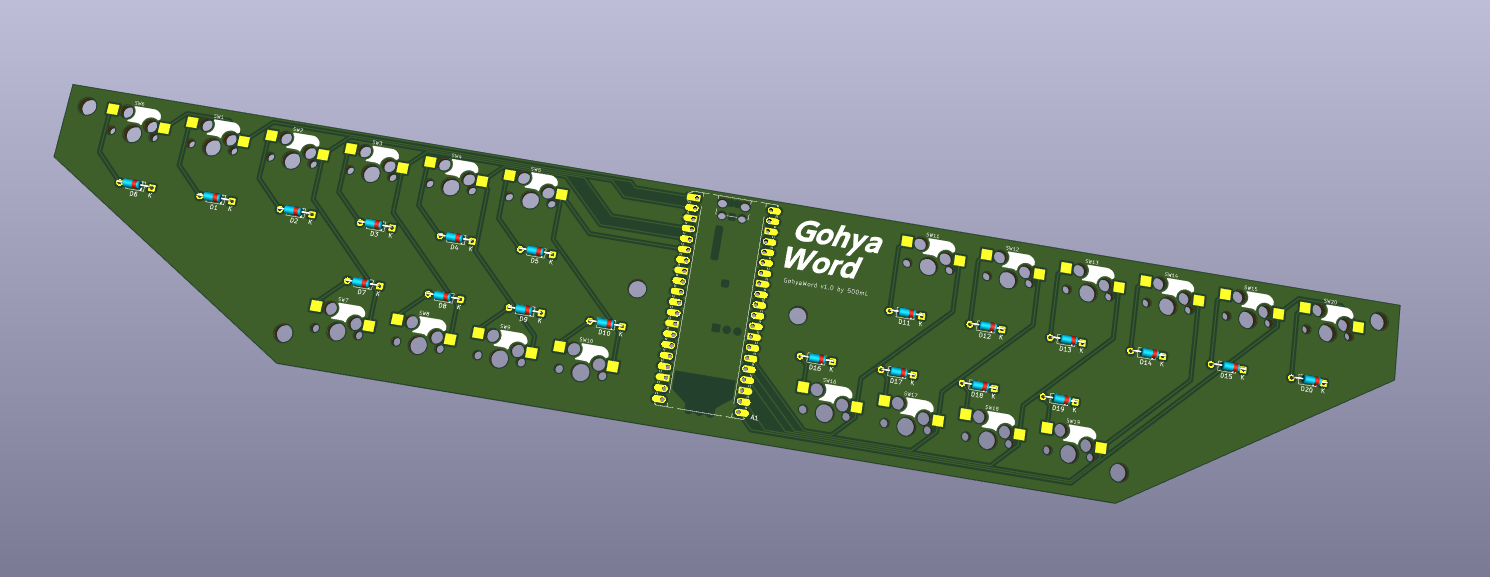 SW6
SW1
SW2
SW3
SW4
SW5
D6 K
D1 K
D2 K
D3 K
D4 K
D5 K
Gohya
Word
GohyaWord v1.0 by 500mL
SW11
SW12
SW13
SW14
SW15
SW20
D7 K
D8 K
D9 K
D10 K
SW7
SW8
SW9
SW10
D11 K
D12 K
D13 K
D14 K
D15 K
D20 K
D16 K
D17 K
D18 K
D19 K
SW16
SW17
SW18
SW19
A1